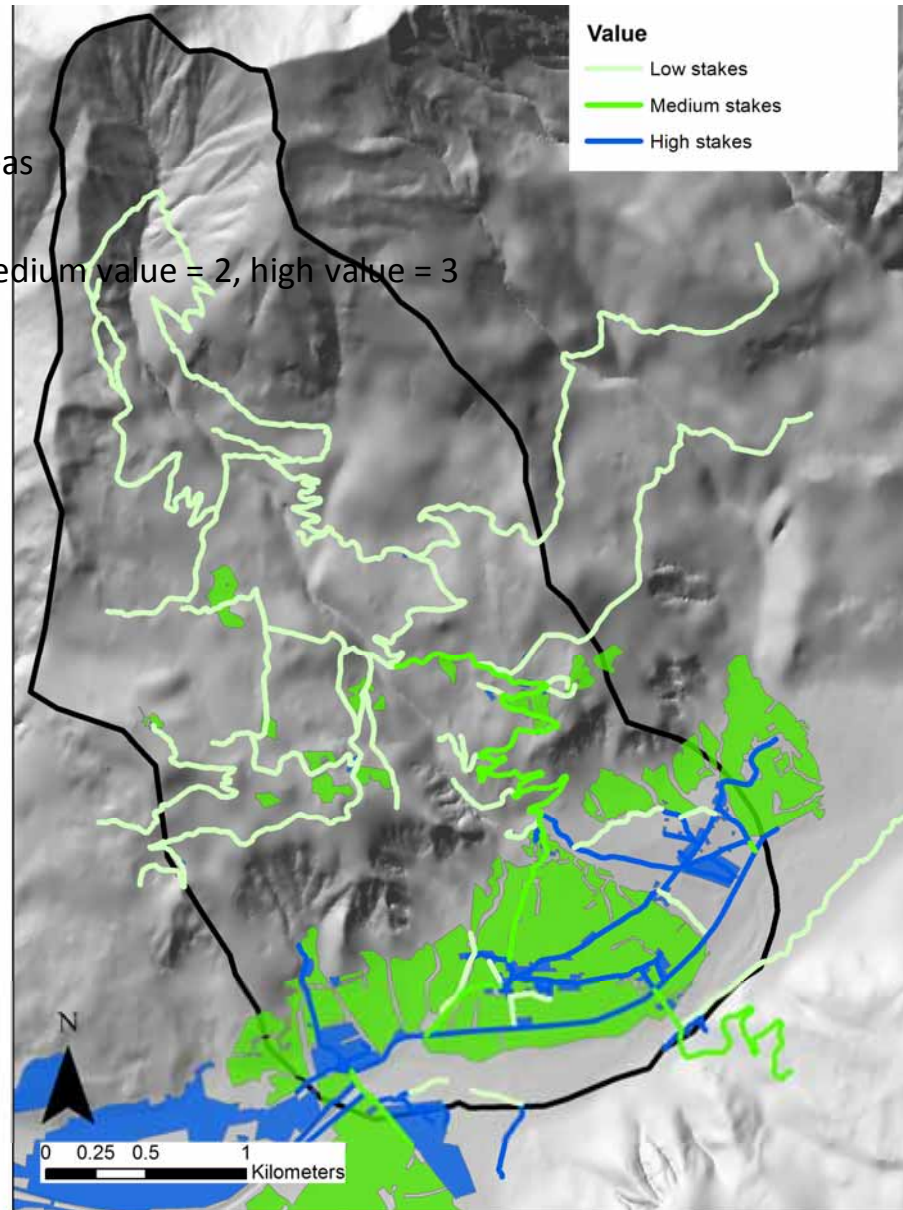 Value
Low stakes
Medium stakes
High stakes
as
edium value = 2, high value = 3
N
0 0.25 0.5 1
Kilometers